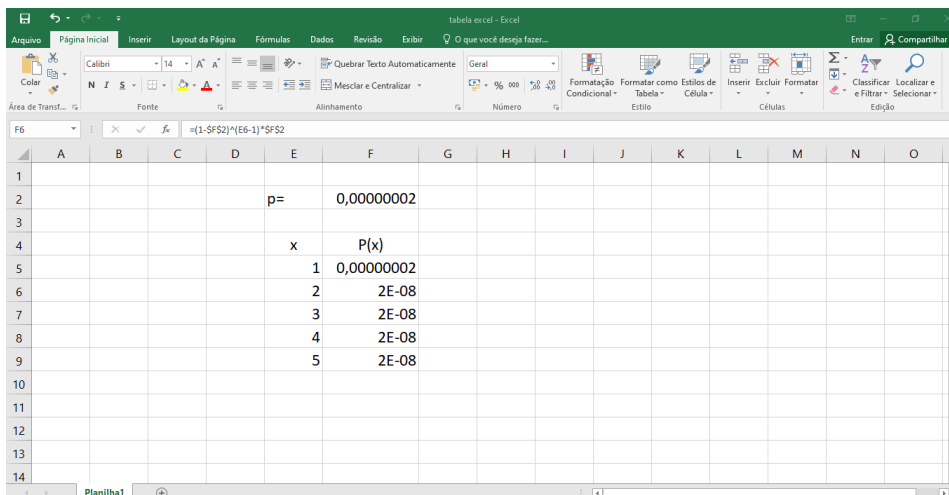 tabela excel - Excel
Arquivo Página Inicial Inserir Layout da Página Fórmulas Dados Revisão Exibir O que você deseja fazer... Entrar Compartilhar
Colar
Calibri 14 A A
N I S A
Quebrar Texto Automaticamente
Mesclar e Centralizar
Geral
% 000
Formatação Condicional
Formatar como Tabela
Estilos de Célula
Inserir Excluir Formatar
Classificar e Filtrar
Localizar e Selecionar
Área de Transf... Fonte Alinhamento Número Estilo Células Edição
F6 fx =(1-$F$2)^(E6-1)*$F$2
A B C D E F G H I J K L M N O
1
2 p= 0,00000002
3
4 x P(x)
5 1 0,00000002
6 2 2E-08
7 3 2E-08
8 4 2E-08
9 5 2E-08
10
11
12
13
14
Planilha1